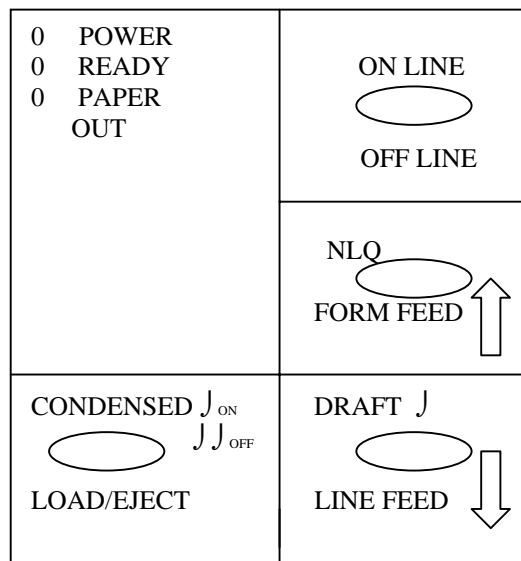 0 POWER
0 READY
0 PAPER
OUT
ON LINE
OFF LINE
NLQ
FORM FEED
CONDENSED ⌡ ON
⌡⌡ OFF
LOAD/EJECT
DRAFT ⌡
LINE FEED